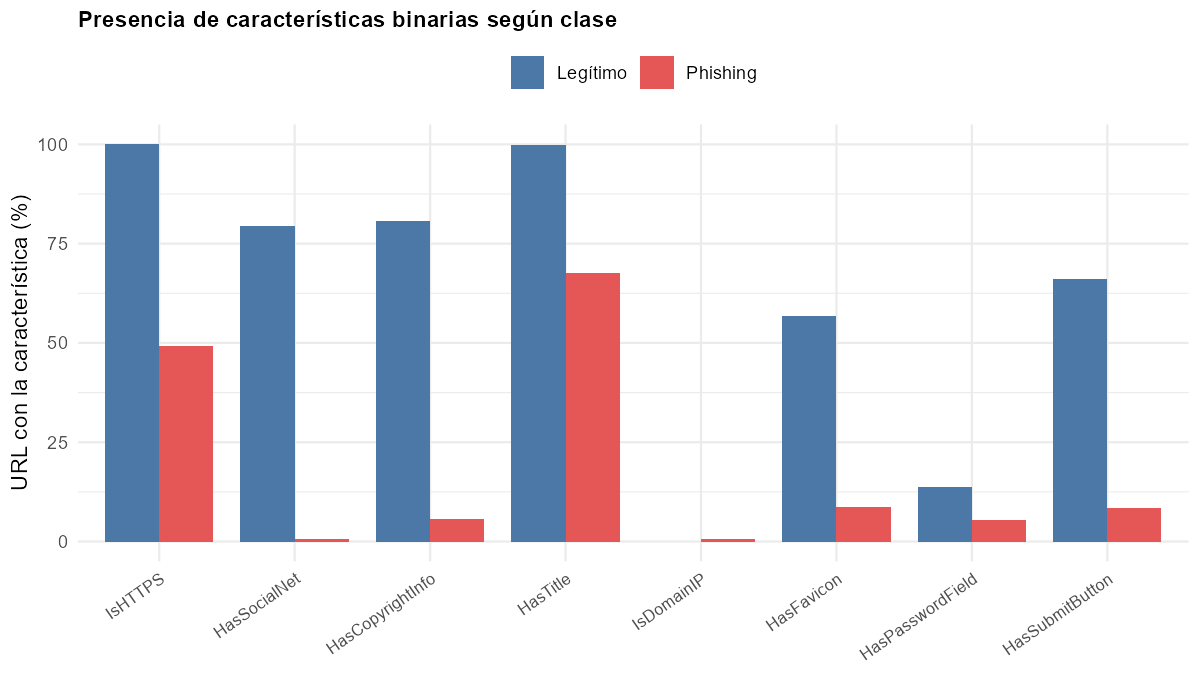 Presencia de características binarias según clase
Legítimo Phishing
URL con la característica (%)
100
75
50
25
0
IsHTTPS
HasSocialNet
HasCopyrightInfo
HasTitle
IsDomainIP
HasFavicon
HasPasswordField
HasSubmitButton